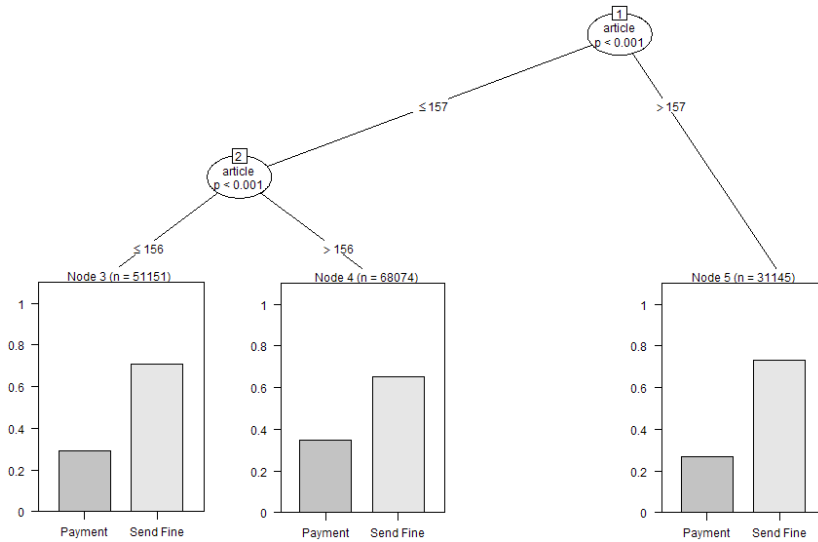 1
article
p < 0.001
≤ 157
> 157
2
article
p < 0.001
≤ 156
> 156
Node 3 (n = 51151)
1
0.8
0.6
0.4
0.2
0
Payment
Send Fine
Node 4 (n = 68074)
1
0.8
0.6
0.4
0.2
0
Payment
Send Fine
Node 5 (n = 31145)
1
0.8
0.6
0.4
0.2
0
Payment
Send Fine